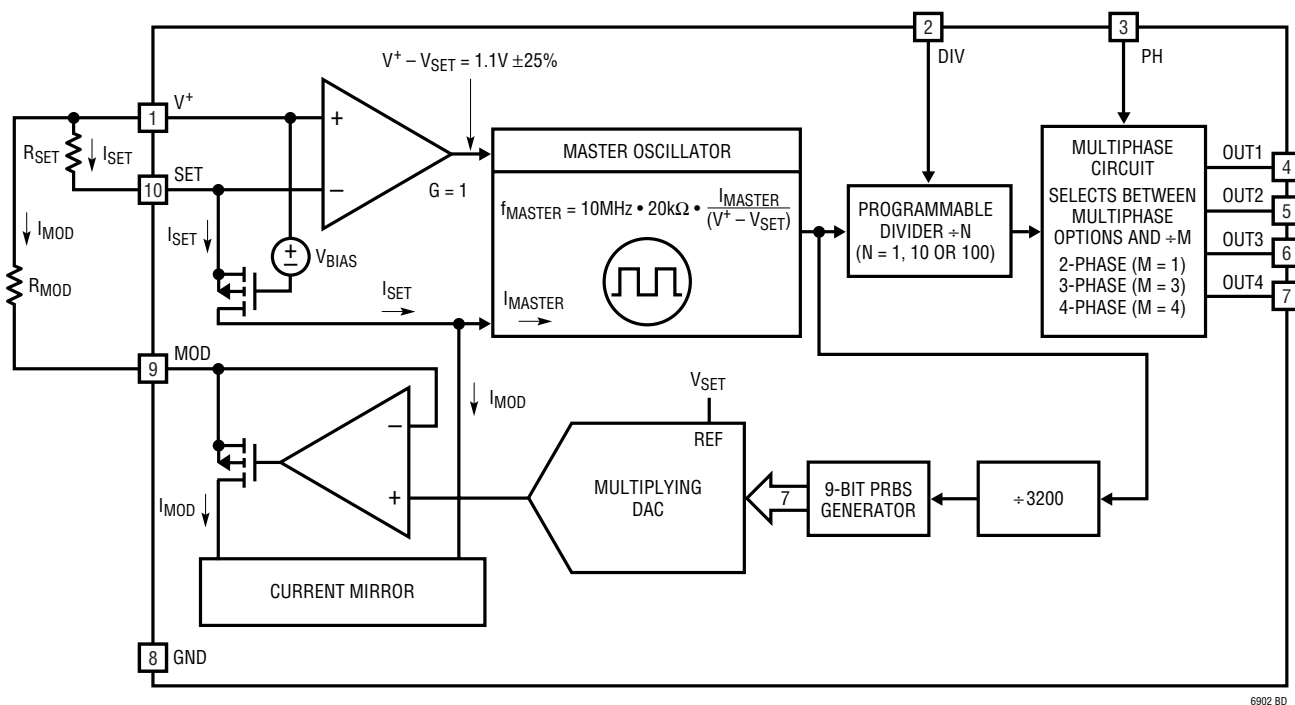 2
DIV
3
PH
V+ – VSET = 1.1V ±25%
1
V+
RSET
ISET
10
SET
+
–
G = 1
MASTER OSCILLATOR
fMASTER = 10MHz • 20kΩ • IMASTER
(V+ – VSET)
PROGRAMMABLE
DIVIDER ÷N
(N = 1, 10 OR 100)
MULTIPHASE
CIRCUIT
SELECTS BETWEEN
MULTIPHASE
OPTIONS AND ÷M
2-PHASE (M = 1)
3-PHASE (M = 3)
4-PHASE (M = 4)
OUT1
4
OUT2
5
OUT3
6
OUT4
7
IMOD
RMOD
ISET
+
–
VBIAS
ISET
IMASTER
9
MOD
IMOD
–
+
IMOD
VSET
REF
MULTIPLYING
DAC
7
9-BIT PRBS
GENERATOR
÷3200
CURRENT MIRROR
8
GND
6902 BD